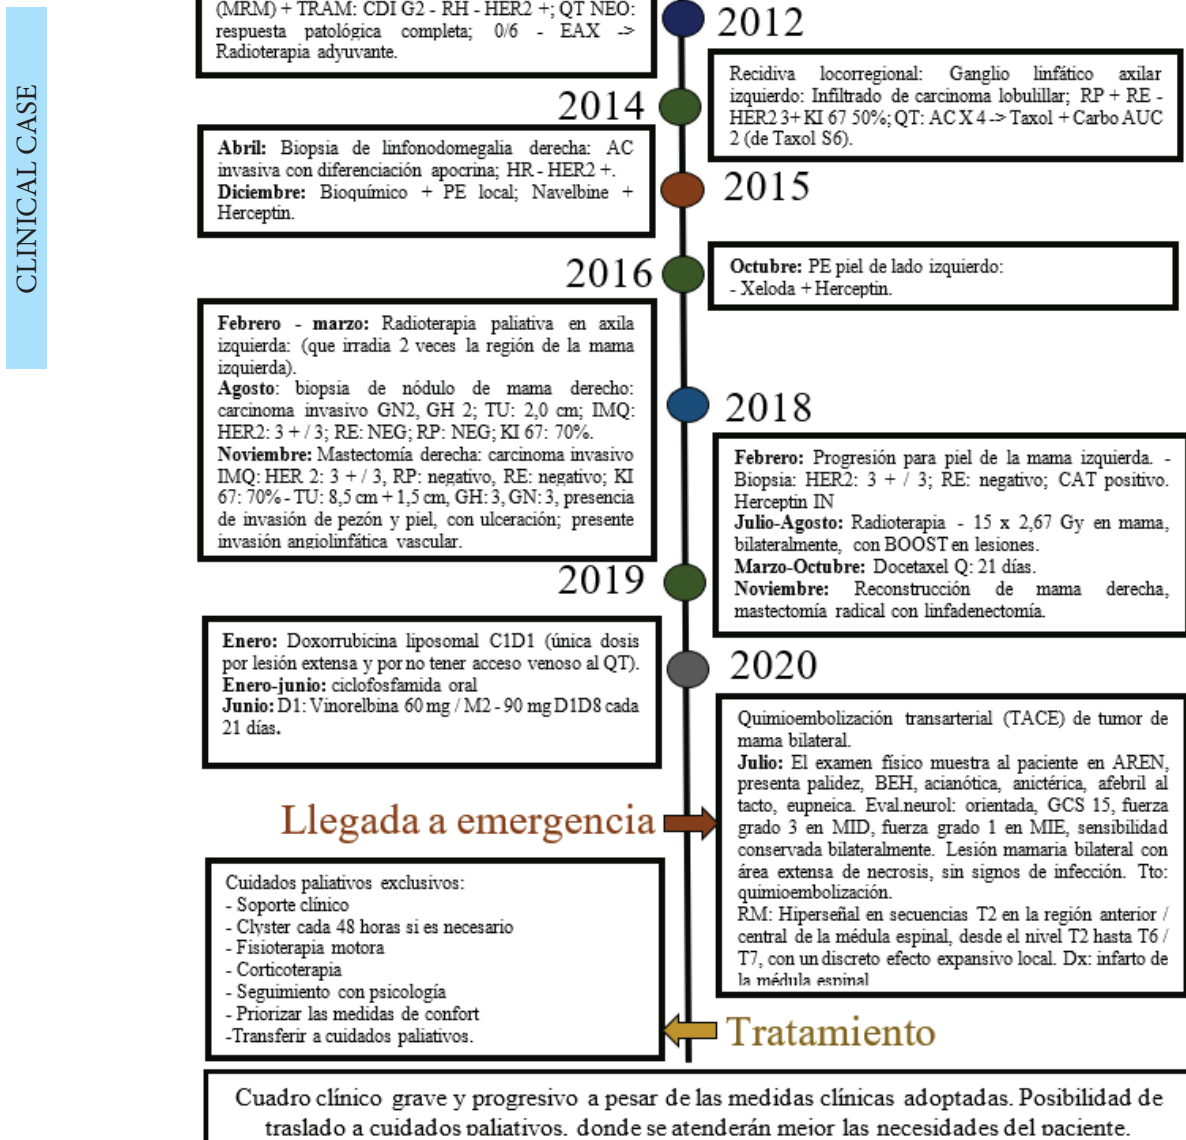 CLINICAL CASE
(MRM) + TRAM: CDI G2 - RH - HER2 +; QT NEO:
respuesta patológica completa; 0/6 - EAX ->
Radioterapia adyuvante.
2012
Recidiva locorregional: Ganglio linfático axilar
izquierdo: Infiltrado de carcinoma lobulillar; RP + RE -
HER2 3+ KI 67 50%; QT: AC X 4 -> Taxol + Carbo AUC
2 (de Taxol S6).
2014
Abril: Biopsia de linfonodomegalia derecha: AC
invasiva con diferenciación apocrina; HR - HER2 +.
Diciembre: Bioquímico + PE local; Navelbine +
Herceptin.
2015
Octubre: PE piel de lado izquierdo:
- Xeloda + Herceptin.
2016
Febrero - marzo: Radioterapia paliativa en axila
izquierda: (que irradia 2 veces la región de la mama
izquierda).
Agosto: biopsia de nódulo de mama derecho:
carcinoma invasivo GN2, GH 2; TU: 2,0 cm; IMQ:
HER2: 3 + / 3; RE: NEG; RP: NEG; KI 67: 70%.
Noviembre: Mastectomía derecha: carcinoma invasivo
IMQ: HER 2: 3 + / 3, RP: negativo, RE: negativo; KI
67: 70% - TU: 8,5 cm + 1,5 cm, GH: 3, GN: 3, presencia
de invasión de pezón y piel, con ulceración; presente
invasión angiolinfática vascular.
2018
Febrero: Progresión para piel de la mama izquierda. -
Biopsia: HER2: 3 + / 3; RE: negativo; CAT positivo.
Herceptin IN
Julio-Agosto: Radioterapia - 15 x 2,67 Gy en mama,
bilateralmente, con BOOST en lesiones.
Marzo-Octubre: Docetaxel Q: 21 días.
Noviembre: Reconstrucción de mama derecha,
mastectomía radical con linfadenectomía.
2019
Enero: Doxorrubicina liposomal C1D1 (única dosis
por lesión extensa y por no tener acceso venoso al QT).
Enero-junio: ciclofosfamida oral
Junio: D1: Vinorelbina 60 mg / M2 - 90 mg D1D8 cada
21 días.
2020
Quimioembolización transarterial (TACE) de tumor de
mama bilateral.
Julio: El examen físico muestra al paciente en AREN,
presenta palidez, BEH, acianótica, anictérica, afebril al
tacto, eupneica. Eval.neurol: orientada, GCS 15, fuerza
grado 3 en MID, fuerza grado 1 en MIE, sensibilidad
conservada bilateralmente. Lesión mamaria bilateral con
área extensa de necrosis, sin signos de infección. Tto:
quimioembolización.
RM: Hiperseñal en secuencias T2 en la región anterior /
central de la médula espinal, desde el nivel T2 hasta T6 /
T7, con un discreto efecto expansivo local. Dx: infarto de
la médula espinal
Llegada a emergencia
Cuidados paliativos exclusivos:
- Soporte clínico
- Clyster cada 48 horas si es necesario
- Fisioterapia motora
- Corticoterapia
- Seguimiento con psicología
- Priorizar las medidas de confort
-Transferir a cuidados paliativos.
Tratamiento
Cuadro clínico grave y progresivo a pesar de las medidas clínicas adoptadas. Posibilidad de
traslado a cuidados paliativos, donde se atenderán mejor las necesidades del paciente.